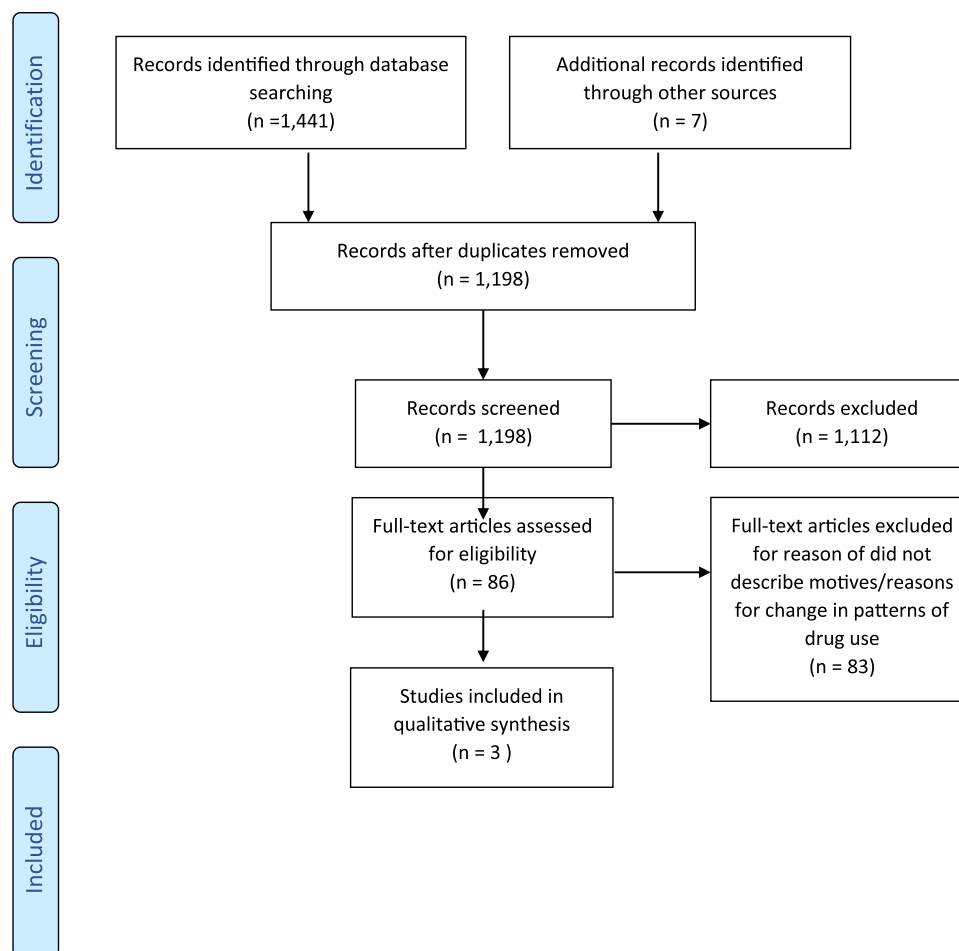 Identification
Records identified through database
searching
(n =1,441)
Additional records identified
through other sources
(n = 7)
Records after duplicates removed
(n = 1,198)
Screening
Records screened
(n =  1,198)
Records excluded
(n = 1,112)
Eligibility
Full-text articles assessed
for eligibility
(n = 86)
Full-text articles excluded
for reason of did not
describe motives/reasons
for change in patterns of
drug use
(n = 83)
Studies included in
qualitative synthesis
(n = 3 )
Included